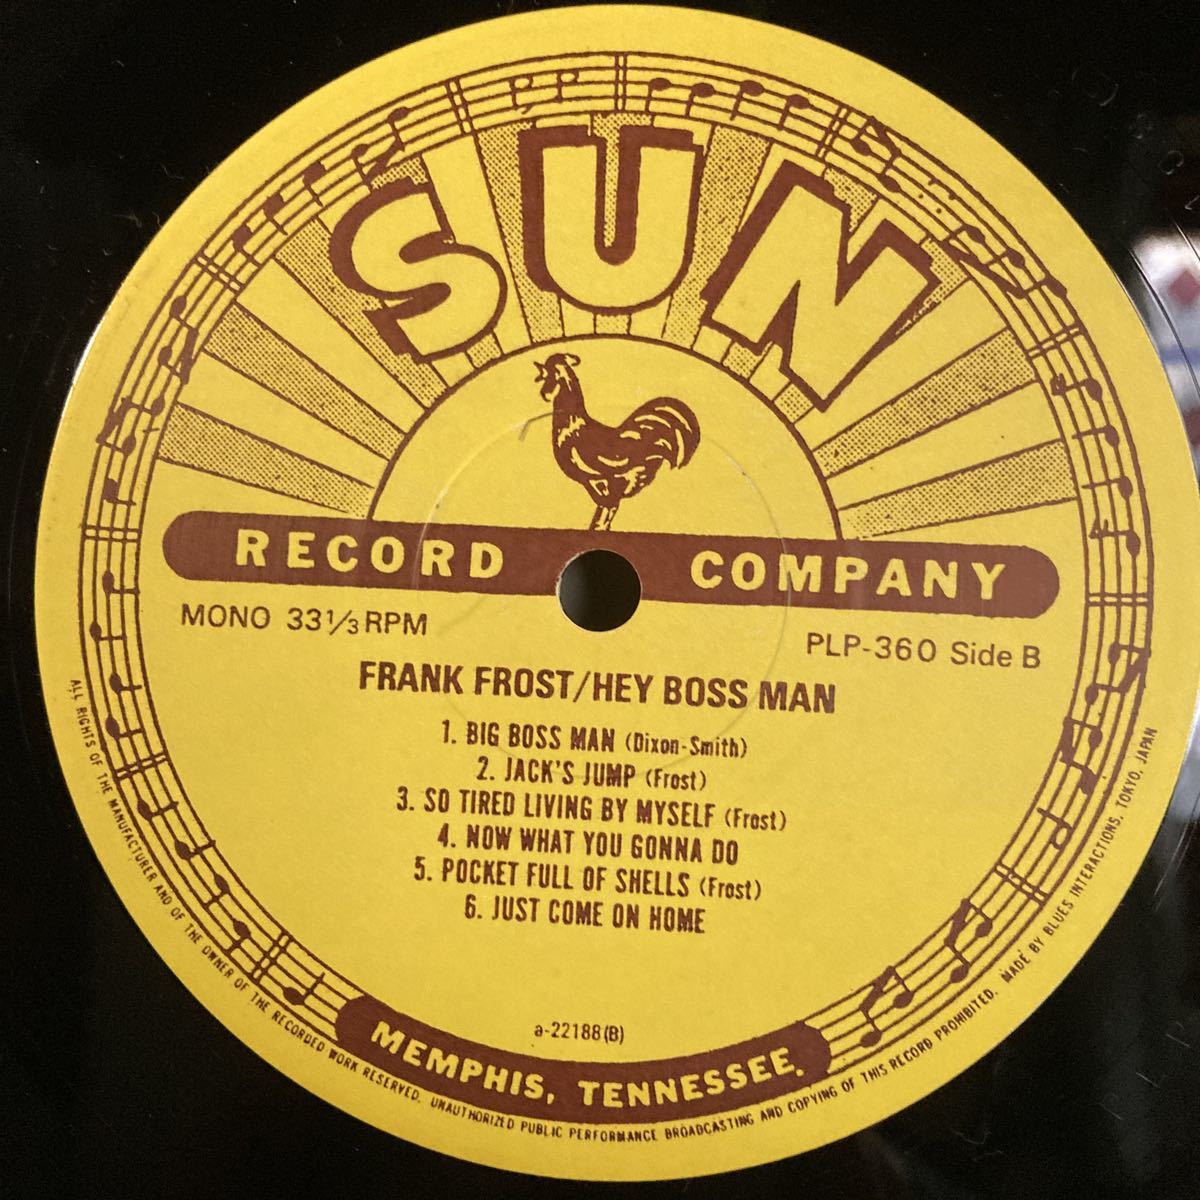 SUN
RECORD COMPANY
MONO 33 1/3 RPM
PLP-360 Side B
FRANK FROST/HEY BOSS MAN
1. BIG BOSS MAN (Dixon-Smith)
2. JACK'S JUMP (Frost)
3. SO TIRED LIVING BY MYSELF (Frost)
4. NOW WHAT YOU GONNA DO
5. POCKET FULL OF SHELLS (Frost)
6. JUST COME ON HOME
a-22188(B)
MEMPHIS, TENNESSEE.
ALL RIGHTS OF THE MANUFACTURER AND OF THE OWNER OF THE RECORDED WORK RESERVED. UNAUTHORIZED PUBLIC PERFORMANCE BROADCASTING AND COPYING OF THIS RECORD PROHIBITED. MADE BY BLUES INTERACTIONS, TOKYO, JAPAN